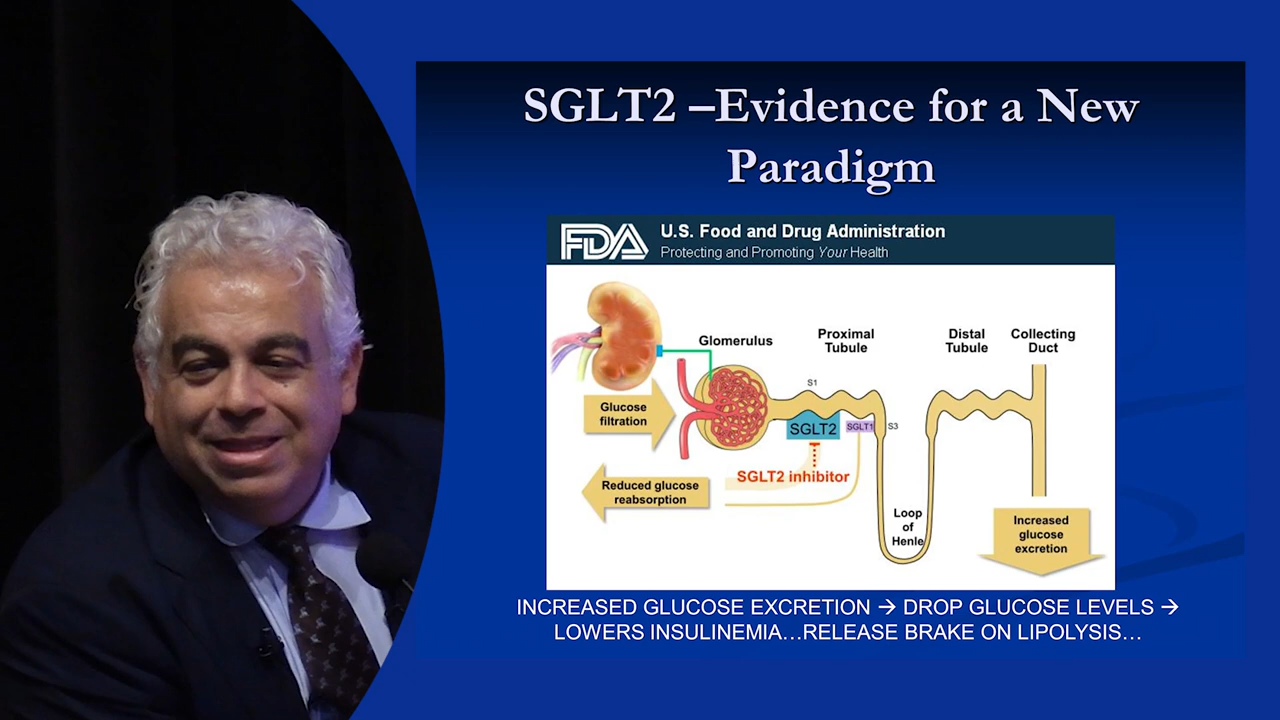 SGLT2 –Evidence for a New
Paradigm
FDA
U.S. Food and Drug Administration
Protecting and Promoting Your Health
Glomerulus
Proximal
Tubule
Distal
Tubule
Collecting
Duct
S1
Glucose
filtration
SGLT2
SGLT1
S3
SGLT2 inhibitor
Reduced glucose
reabsorption
Loop
of
Henle
Increased
glucose
excretion
INCREASED GLUCOSE EXCRETION → DROP GLUCOSE LEVELS →
LOWERS INSULINEMIA…RELEASE BRAKE ON LIPOLYSIS…